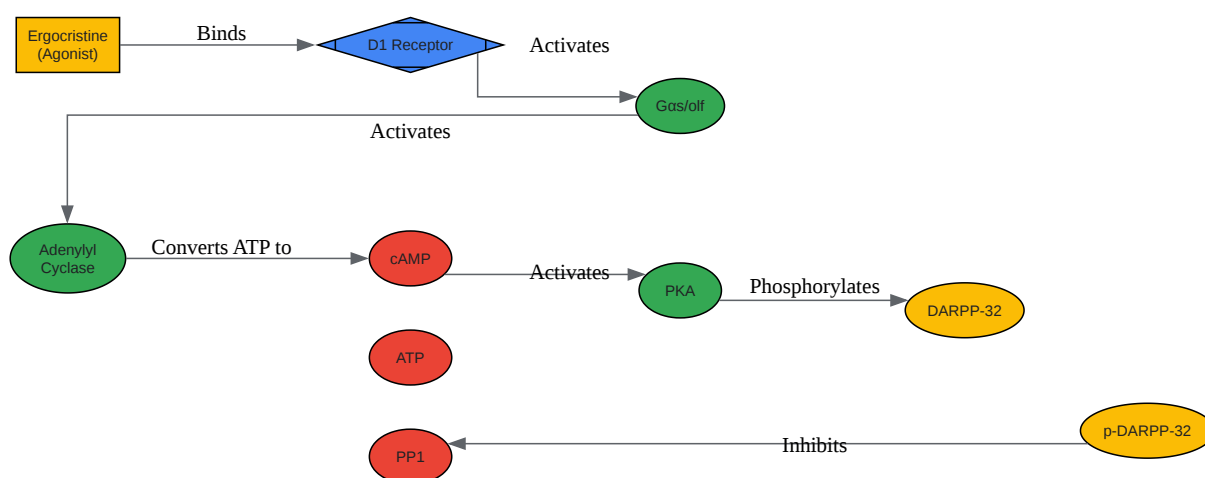 Ergocristine
(Agonist)
Binds
D1 Receptor
Activates
Gαs/olf
Activates
Adenylyl
Cyclase
Converts ATP to
cAMP
Activates
PKA
Phosphorylates
DARPP-32
ATP
p-DARPP-32
Inhibits
PP1